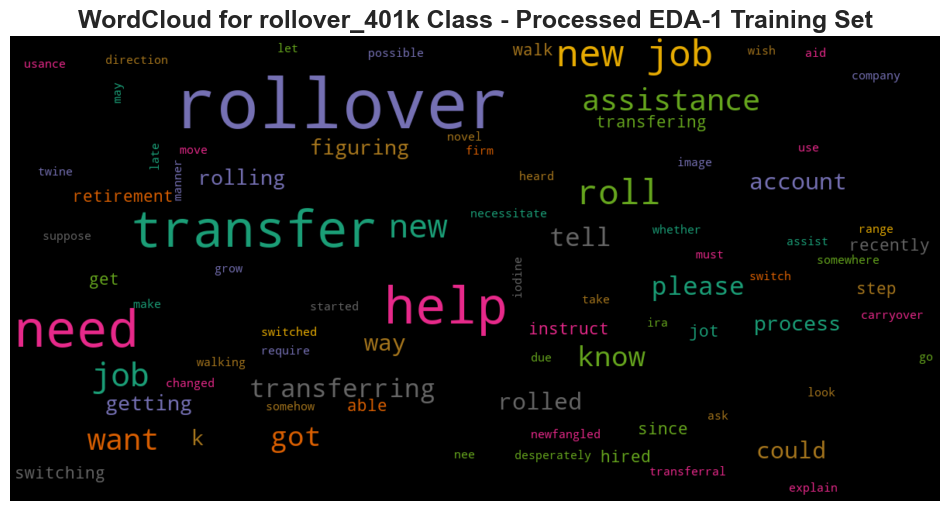 WordCloud for rollover_401k Class - Processed EDA-1 Training Set
let
possible
walk
new job
wish
aid
usance
direction
company
may
rollover
assistance
transfering
novel
figuring
firm
use
late
move
image
twine
manner
rolling
heard
account
retirement
roll
necessitate
transfer
new
tell
whether
range
suppose
assist
recently
must
somewhere
grow
iodine
switch
get
please
step
make
started
help
take
carryover
need
instruct
ira
jot
process
switched
way
require
due
know
go
walking
job
changed
transferring
look
getting
somehow
able
rolled
ask
want
k
got
newfangled
since
could
nee
desperately
hired
switching
transferral
explain